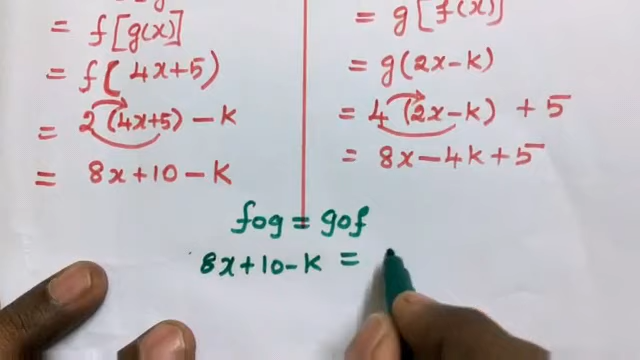 = f[g(x)]
= f( 4x+5)
= 2 (4x+5) - k
= 8x+10-k
= g[f(x)]
= g(2x-k)
= 4 (2x-k) + 5
= 8x-4k+5
fog = gof
8x+10-k =